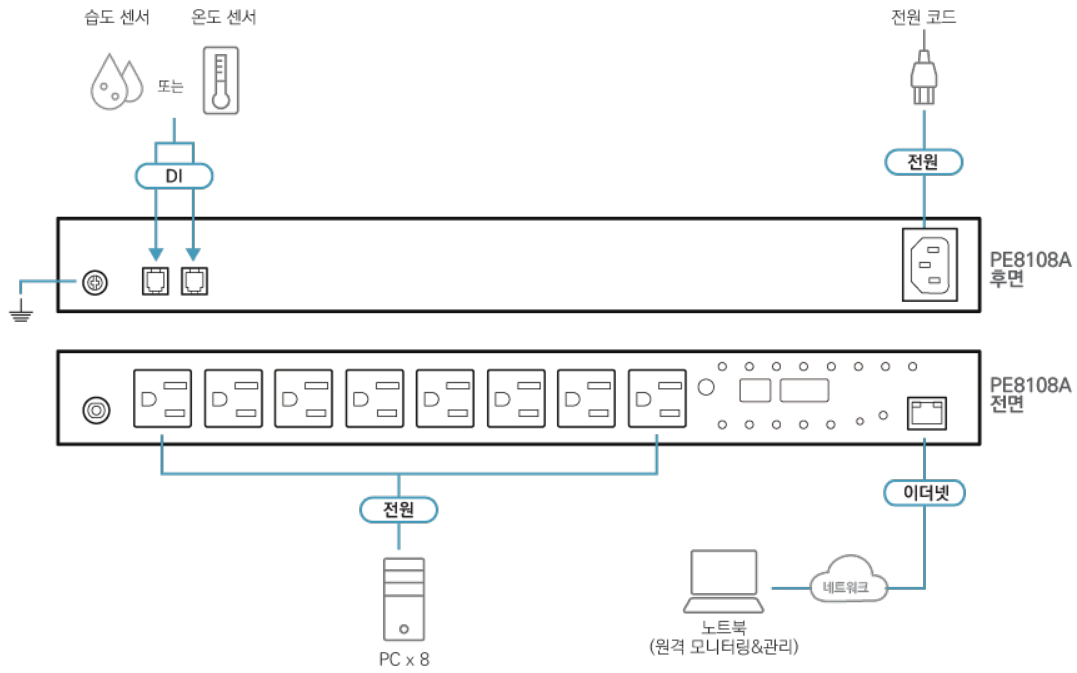 습도 센서
온도 센서
전원 코드
또는
전원
DI
PE8108A
후면
PE8108A
전면
전원
이더넷
네트워크
노트북
(원격 모니터링&관리)
PC x 8